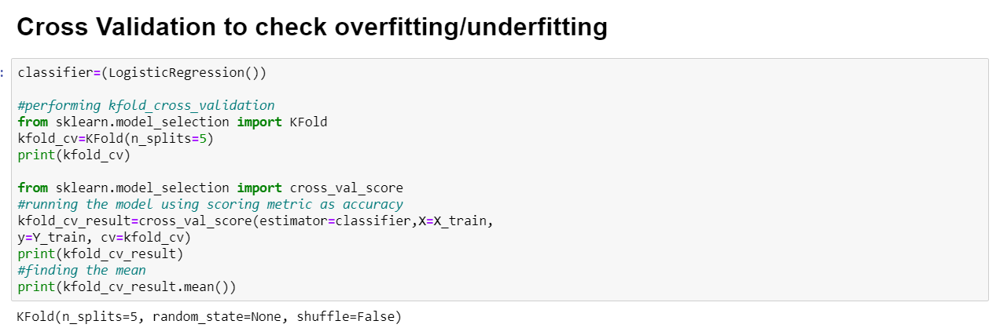 Cross Validation to check overfitting/underfitting
:
classifier=(LogisticRegression())
#performing kfold_cross_validation
from sklearn.model_selection import KFold
kfold_cv=KFold(n_splits=5)
print(kfold_cv)
from sklearn.model_selection import cross_val_score
#running the model using scoring metric as accuracy
kfold_cv_result=cross_val_score(estimator=classifier,X=X_train,
y=Y_train, cv=kfold_cv)
print(kfold_cv_result)
#finding the mean
print(kfold_cv_result.mean())
KFold(n_splits=5, random_state=None, shuffle=False)